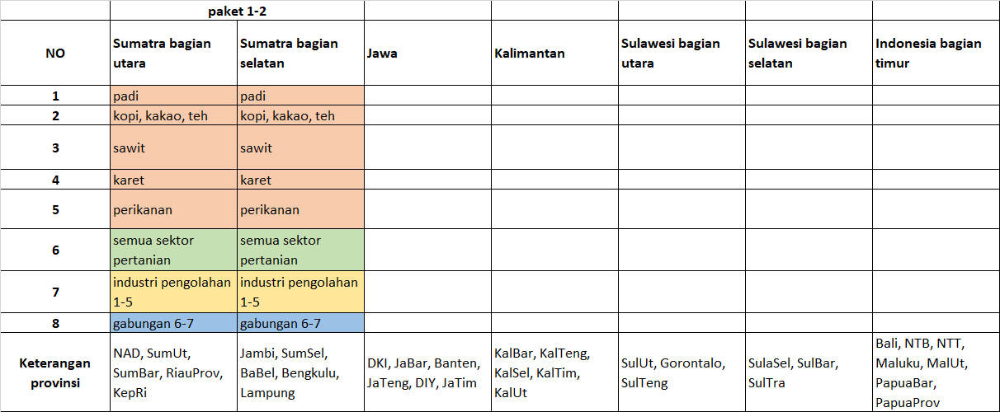 paket 1-2
NO
Sumatra bagian
utara
Sumatra bagian
selatan
Jawa
Kalimantan
Sulawesi bagian
utara
Sulawesi bagian
selatan
Indonesia bagian
timur
1
padi
padi
2
kopi, kakao, teh
kopi, kakao, teh
3
sawit
sawit
4
karet
karet
5
perikanan
perikanan
6
semua sektor
pertanian
semua sektor
pertanian
7
industri pengolahan
1-5
industri pengolahan
1-5
8
gabungan 6-7
gabungan 6-7
Keterangan
provinsi
NAD, SumUt,
SumBar, RiauProv,
KepRi
Jambi, SumSel,
BaBel, Bengkulu,
Lampung
DKI, JaBar, Banten,
JaTeng, DIY, JaTim
KalBar, KalTeng,
KalSel, KalTim,
KalUt
SulUt, Gorontalo,
SulTeng
SulaSel, SulBar,
SulTra
Bali, NTB, NTT,
Maluku, MalUt,
PapuaBar,
PapuaProv